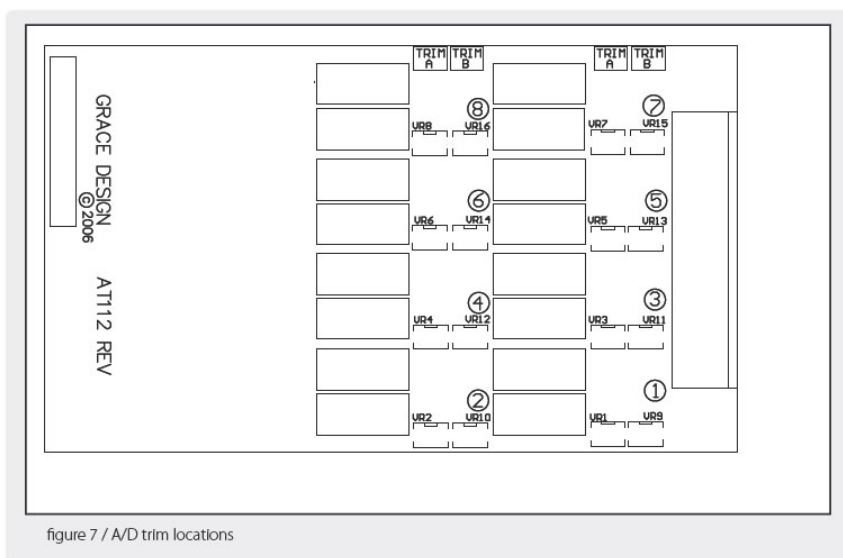 TRIM A
TRIM B
TRIM A
TRIM B
GRACE DESIGN
© 2006
AT112 REV
8
VR8
VR16
7
VR7
VR15
6
VR6
VR14
5
VR5
VR13
4
VR4
VR12
3
VR3
VR11
2
VR2
VR10
1
VR1
VR9
figure 7 / A/D trim locations